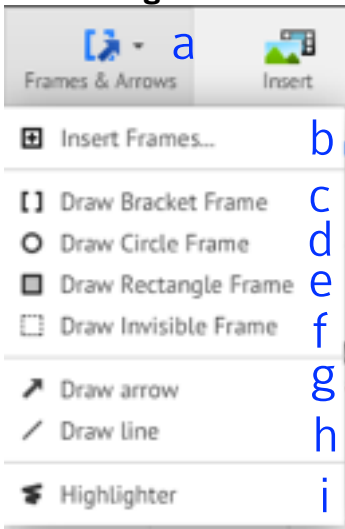 a
Frames & Arrows Insert
Insert Frames... b
Draw Bracket Frame c
Draw Circle Frame d
Draw Rectangle Frame e
Draw Invisible Frame f
Draw arrow g
Draw line h
Highlighter i